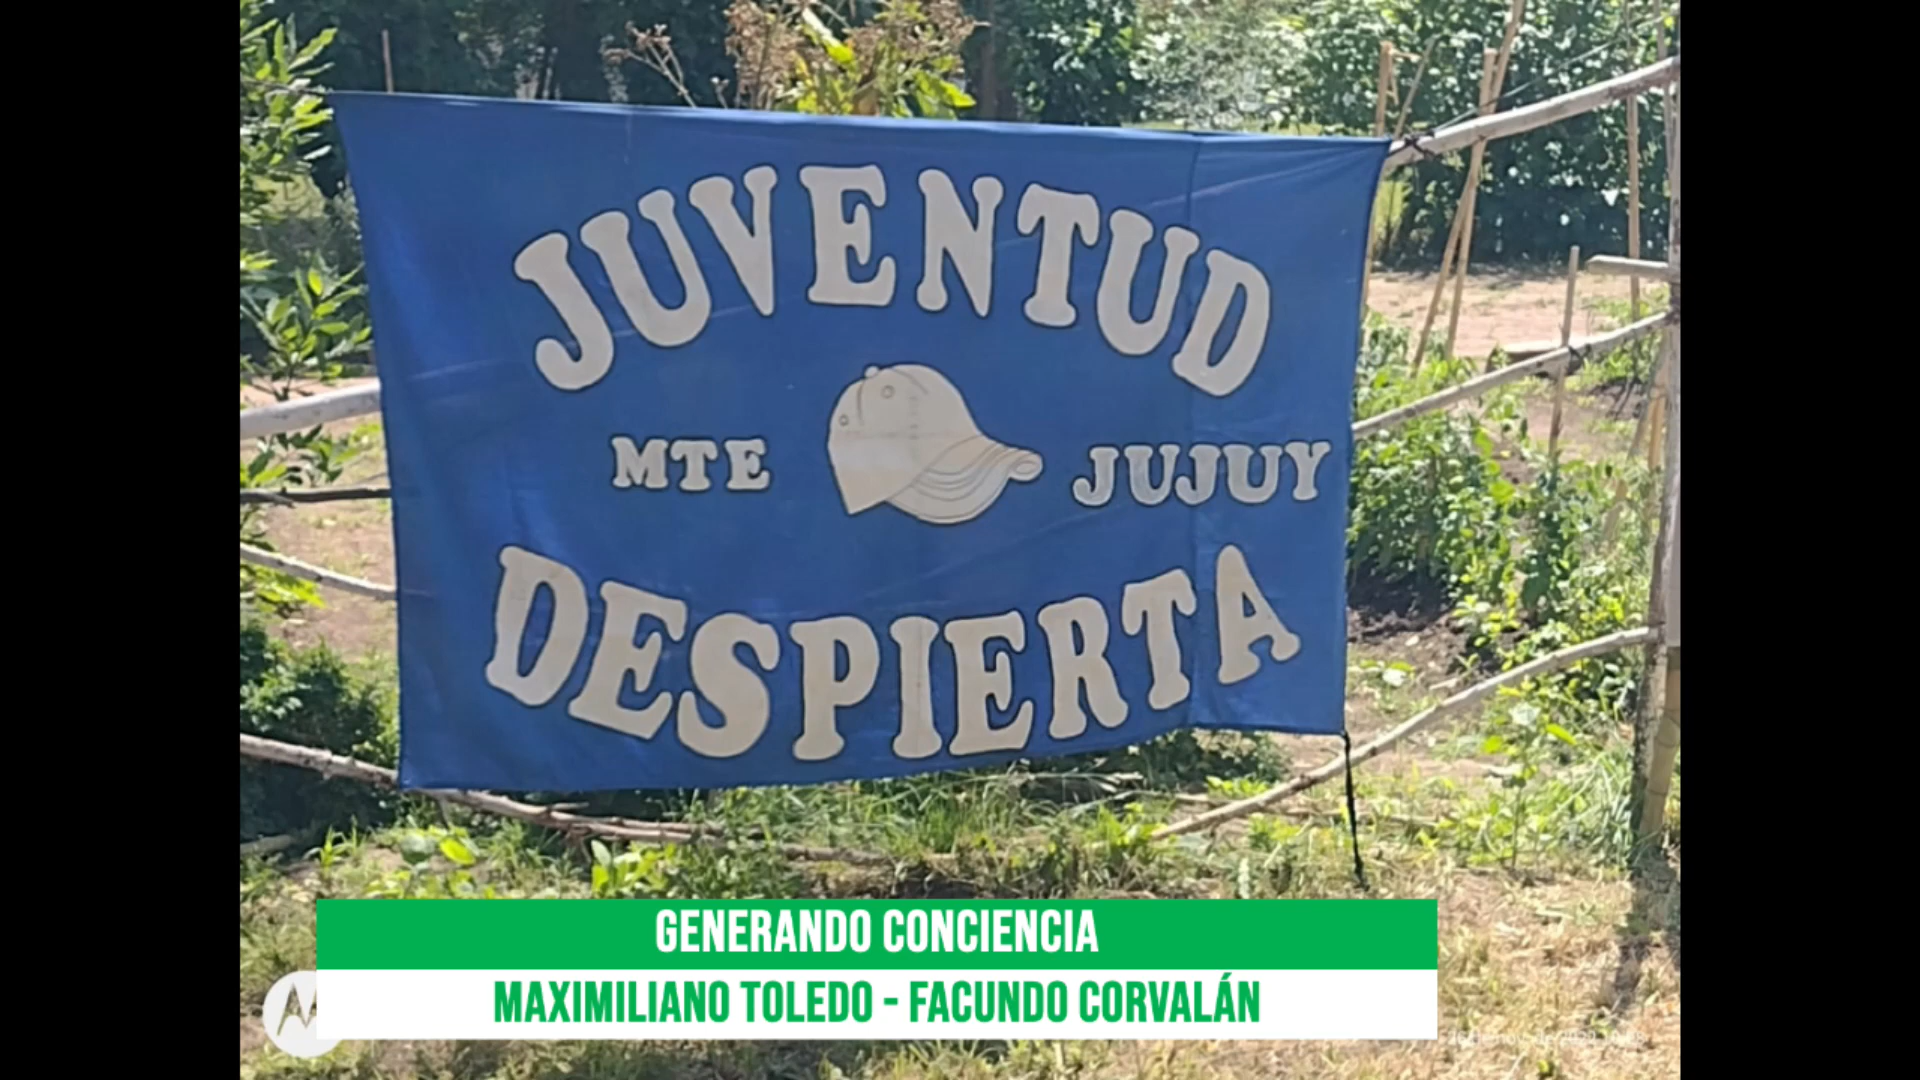 JUVENTUD
MTE JUJUY
DESPIERTA
GENERANDO CONCIENCIA
MAXIMILIANO TOLEDO - FACUNDO CORVALÁN